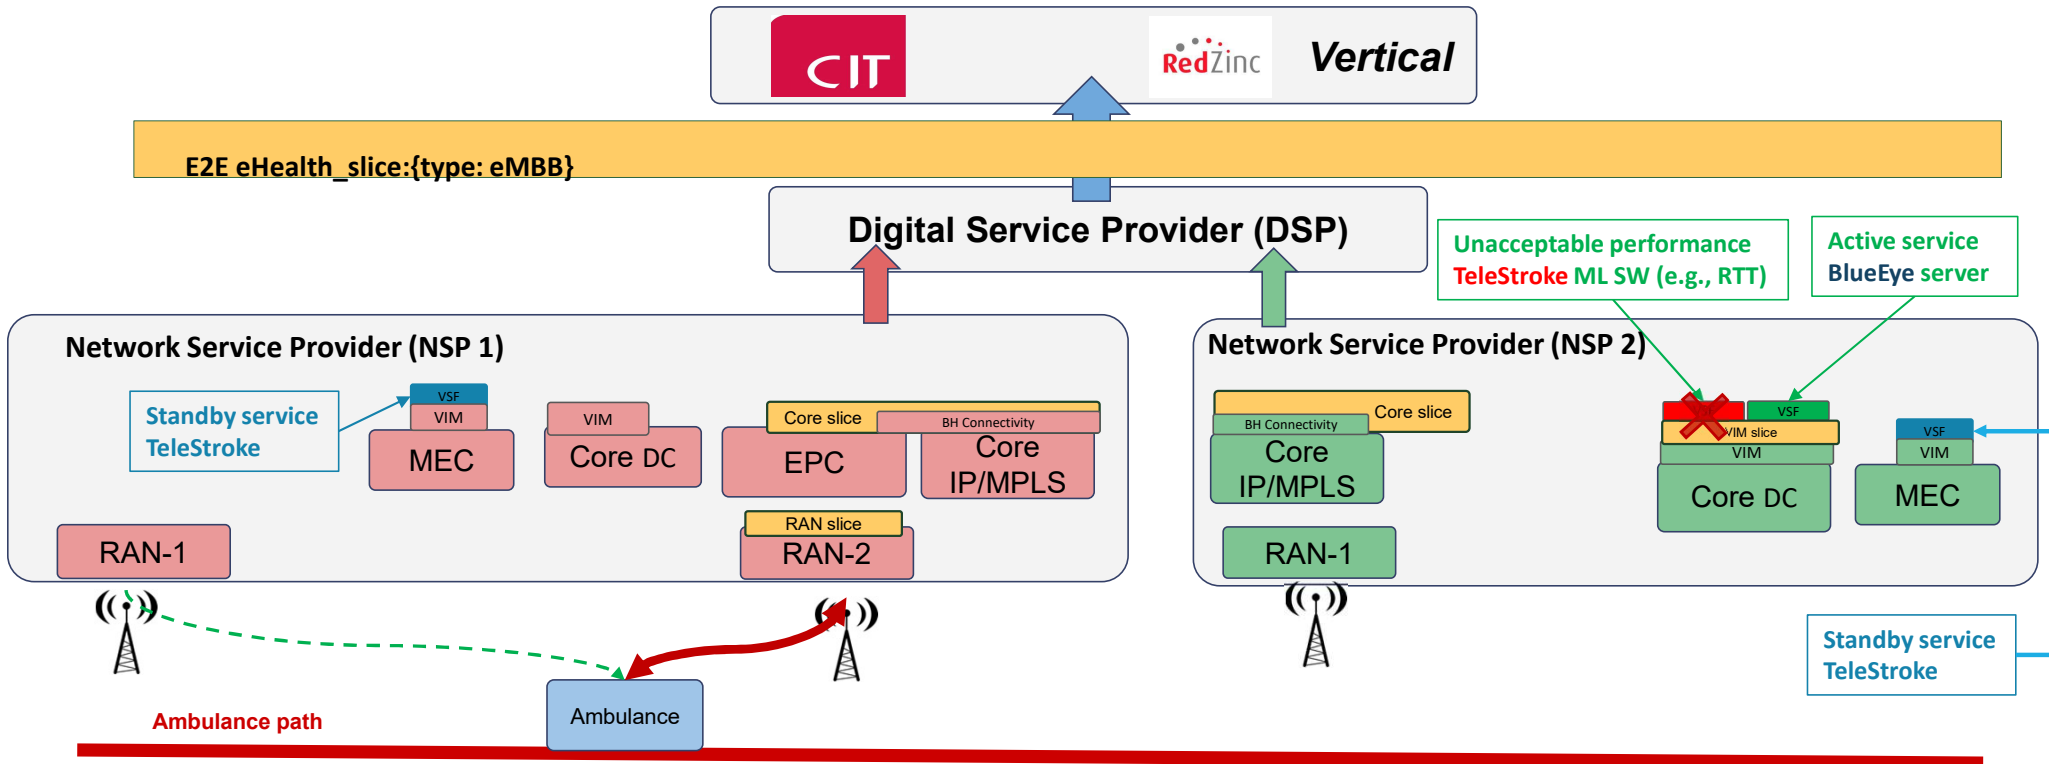 CIT
RedZinc
Vertical
E2E eHealth_slice:{type: eMBB}
Digital Service Provider (DSP)
Unacceptable performance
TeleStroke ML SW (e.g., RTT)
Active service
BlueEye server
Network Service Provider (NSP 1)
Standby service
TeleStroke
VSF
VIM
MEC
VIM
Core DC
Core slice
BH Connectivity
EPC
Core
IP/MPLS
RAN-1
RAN slice
RAN-2
Network Service Provider (NSP 2)
Core slice
BH Connectivity
Core
IP/MPLS
RAN-1
VSF
VIM slice
VIM
Core DC
VSF
VIM
MEC
Standby service
TeleStroke
Ambulance
Ambulance path